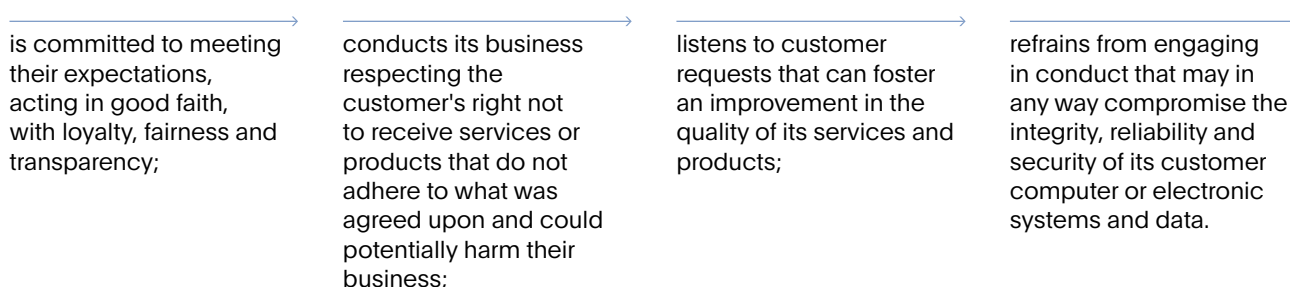 is committed to meeting
their expectations,
acting in good faith,
with loyalty, fairness and
transparency;
conducts its business
respecting the
customer's right not
to receive services or
products that do not
adhere to what was
agreed upon and could
potentially harm their
business;
listens to customer
requests that can foster
an improvement in the
quality of its services and
products;
refrains from engaging
in conduct that may in
any way compromise the
integrity, reliability and
security of its customer
computer or electronic
systems and data.